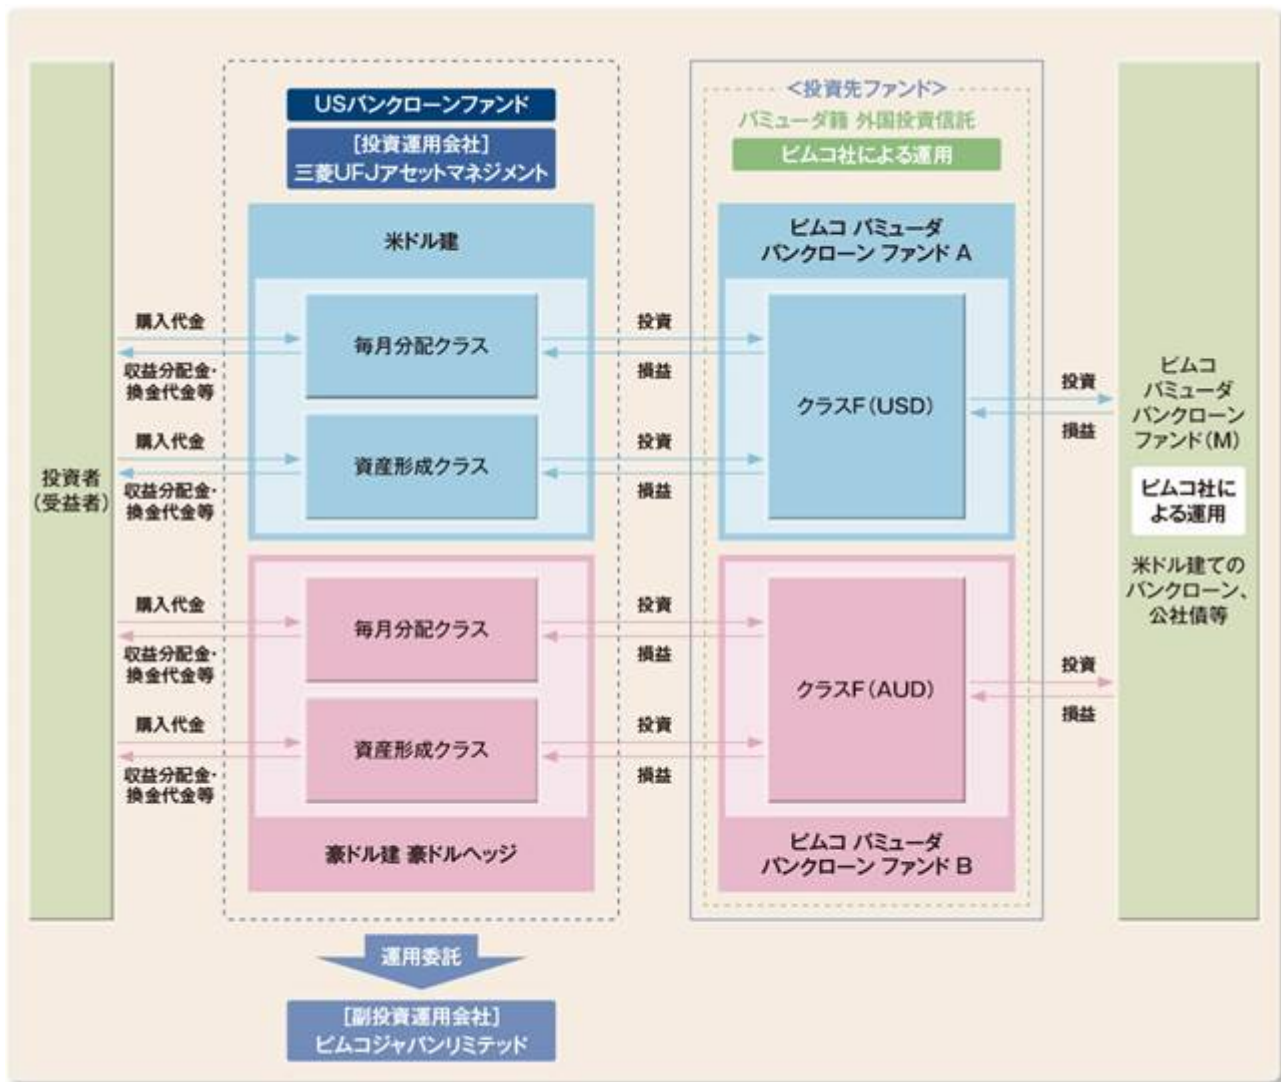 USバンクローンファンド
[投資運用会社]
三菱UFJアセットマネジメント
<投資先ファンド>
バミューダ籍 外国投資信託
ピムコ社による運用
米ドル建
ピムコ バミューダ
バンクローン ファンド A
購入代金
収益分配金・
換金代金等
毎月分配クラス
投資
損益
購入代金
収益分配金・
換金代金等
資産形成クラス
投資
損益
クラスF(USD)
投資
損益
投資者
(受益者)
ピムコ
バミューダ
バンクローン
ファンド(M)
ピムコ社に
よる運用
米ドル建ての
バンクローン、
公社債等
購入代金
収益分配金・
換金代金等
毎月分配クラス
投資
損益
購入代金
収益分配金・
換金代金等
資産形成クラス
投資
損益
クラスF(AUD)
投資
損益
豪ドル建 豪ドルヘッジ
ピムコ バミューダ
バンクローン ファンド B
運用委託
[副投資運用会社]
ピムコジャパンリミテッド